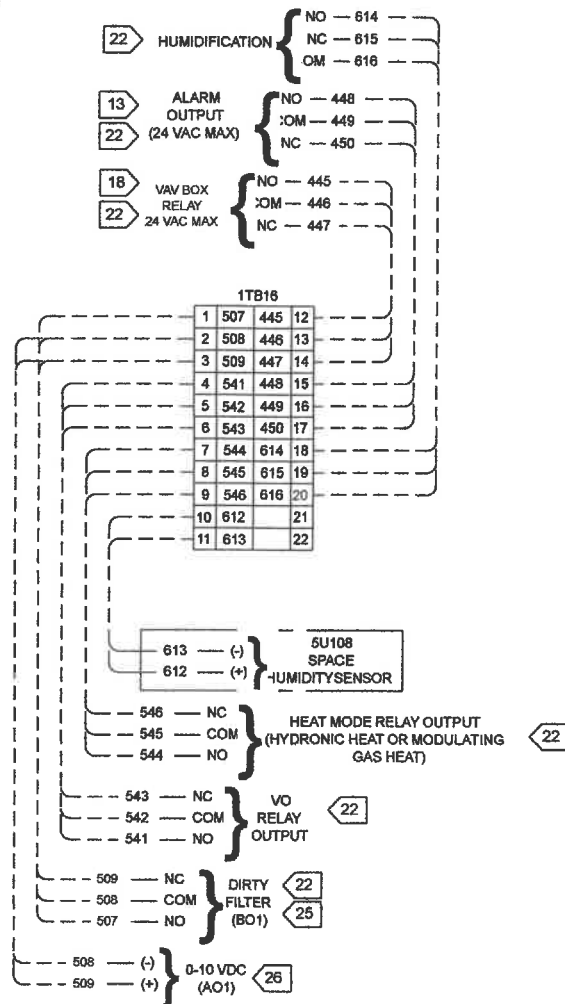 22 HUMIDIFICATION
NO 614
NC 615
OM 616
13 22 ALARM
OUTPUT
(24 VAC MAX)
NO 448
:OM 449
NC 450
18 22 VAV BOX
RELAY
24 VAC MAX
NO 445
:OM 446
NC 447
1TB16
1 507 445 12
2 508 446 13
3 509 447 14
4 541 448 15
5 542 449 16
6 543 450 17
7 544 614 18
8 545 615 19
9 546 616 20
10 612 21
11 613 22
613 (-)
612 (+)
5U108
SPACE
HUMIDITYSENSOR
546 NC
545 COM
544 NO
HEAT MODE RELAY OUTPUT
(HYDRONIC HEAT OR MODULATING
GAS HEAT)
22
543 NC
542 COM
541 NO
VO
RELAY
OUTPUT
22
509 NC
508 COM
507 NO
DIRTY
FILTER
(BO1)
22
25
508 (-)
509 (+)
0-10 VDC
(AO1)
26